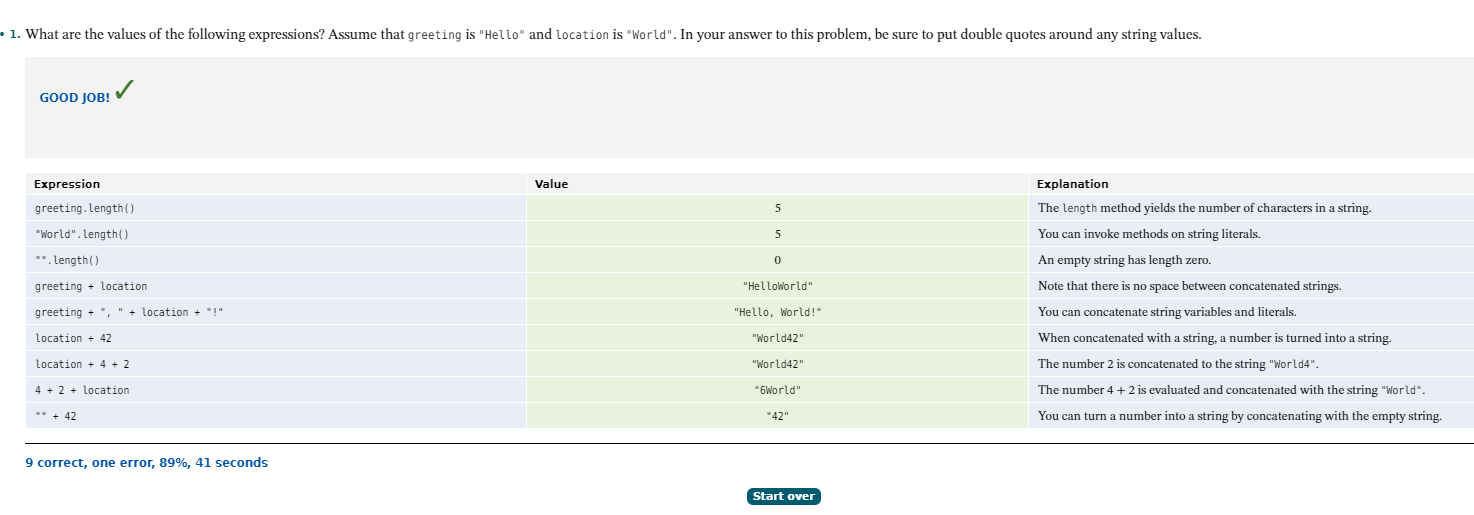 • 1. What are the values of the following expressions? Assume that greeting is "Hello" and location is "World". In your answer to this problem, be sure to put double quotes around any string values.
GOOD JOB! ✓
Expression Value Explanation
greeting.length() 5 The length method yields the number of characters in a string.
"World".length() 5 You can invoke methods on string literals.
"".length() 0 An empty string has length zero.
greeting + location "HelloWorld" Note that there is no space between concatenated strings.
greeting + ", " + location + "!" "Hello, World!" You can concatenate string variables and literals.
location + 42 "World42" When concatenated with a string, a number is turned into a string.
location + 4 + 2 "World42" The number 2 is concatenated to the string "World4".
4 + 2 + location "6World" The number 4 + 2 is evaluated and concatenated with the string "World".
"" + 42 "42" You can turn a number into a string by concatenating with the empty string.
9 correct, one error, 89%, 41 seconds
Start over